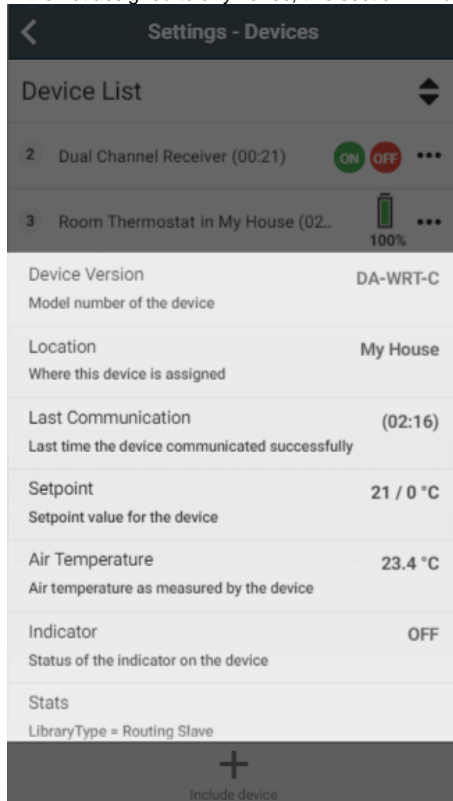 Settings - Devices
Device List
2 Dual Channel Receiver (00:21) ON OFF
3 Room Thermostat in My House (02..
100%
Device Version DA-WRT-C
Model number of the device
Location My House
Where this device is assigned
Last Communication (02:16)
Last time the device communicated successfully
Setpoint 21 / 0 °C
Setpoint value for the device
Air Temperature 23.4 °C
Air temperature as measured by the device
Indicator OFF
Status of the indicator on the device
Stats
LibraryType = Routing Slave
Include device